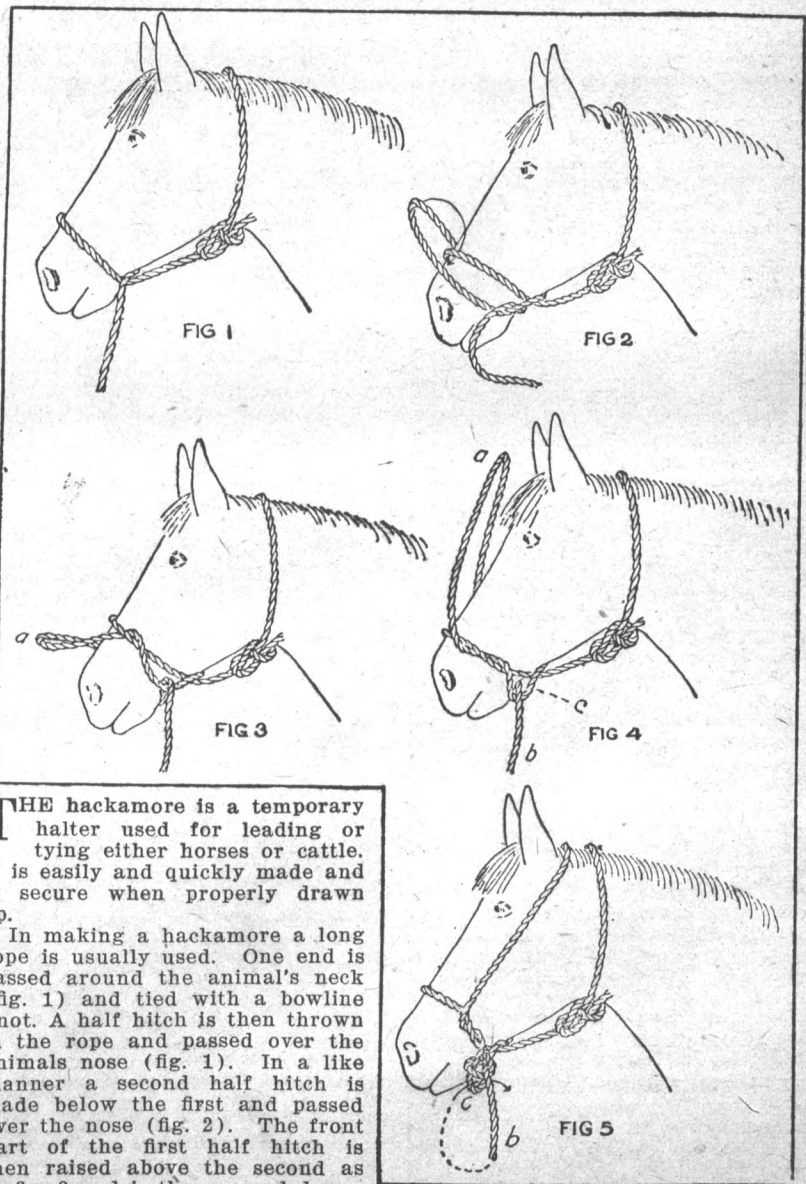 FIG 1
FIG 2
a
FIG 3
a
c
b
FIG 4
THE hackamore is a temporary
halter used for leading or
tying either horses or cattle.
is easily and quickly made and
secure when properly drawn
p.
In making a hackamore a long
ope is usually used. One end is
assed around the animal's neck
fig. 1) and tied with a bowline
not. A half hitch is then thrown
the rope and passed over the
nimals nose (fig. 1). In a like
anner a second half hitch is
ade below the first and passed
ver the nose (fig. 2). The front
art of the first half hitch is
hen raised above the second as
c
b
FIG 5